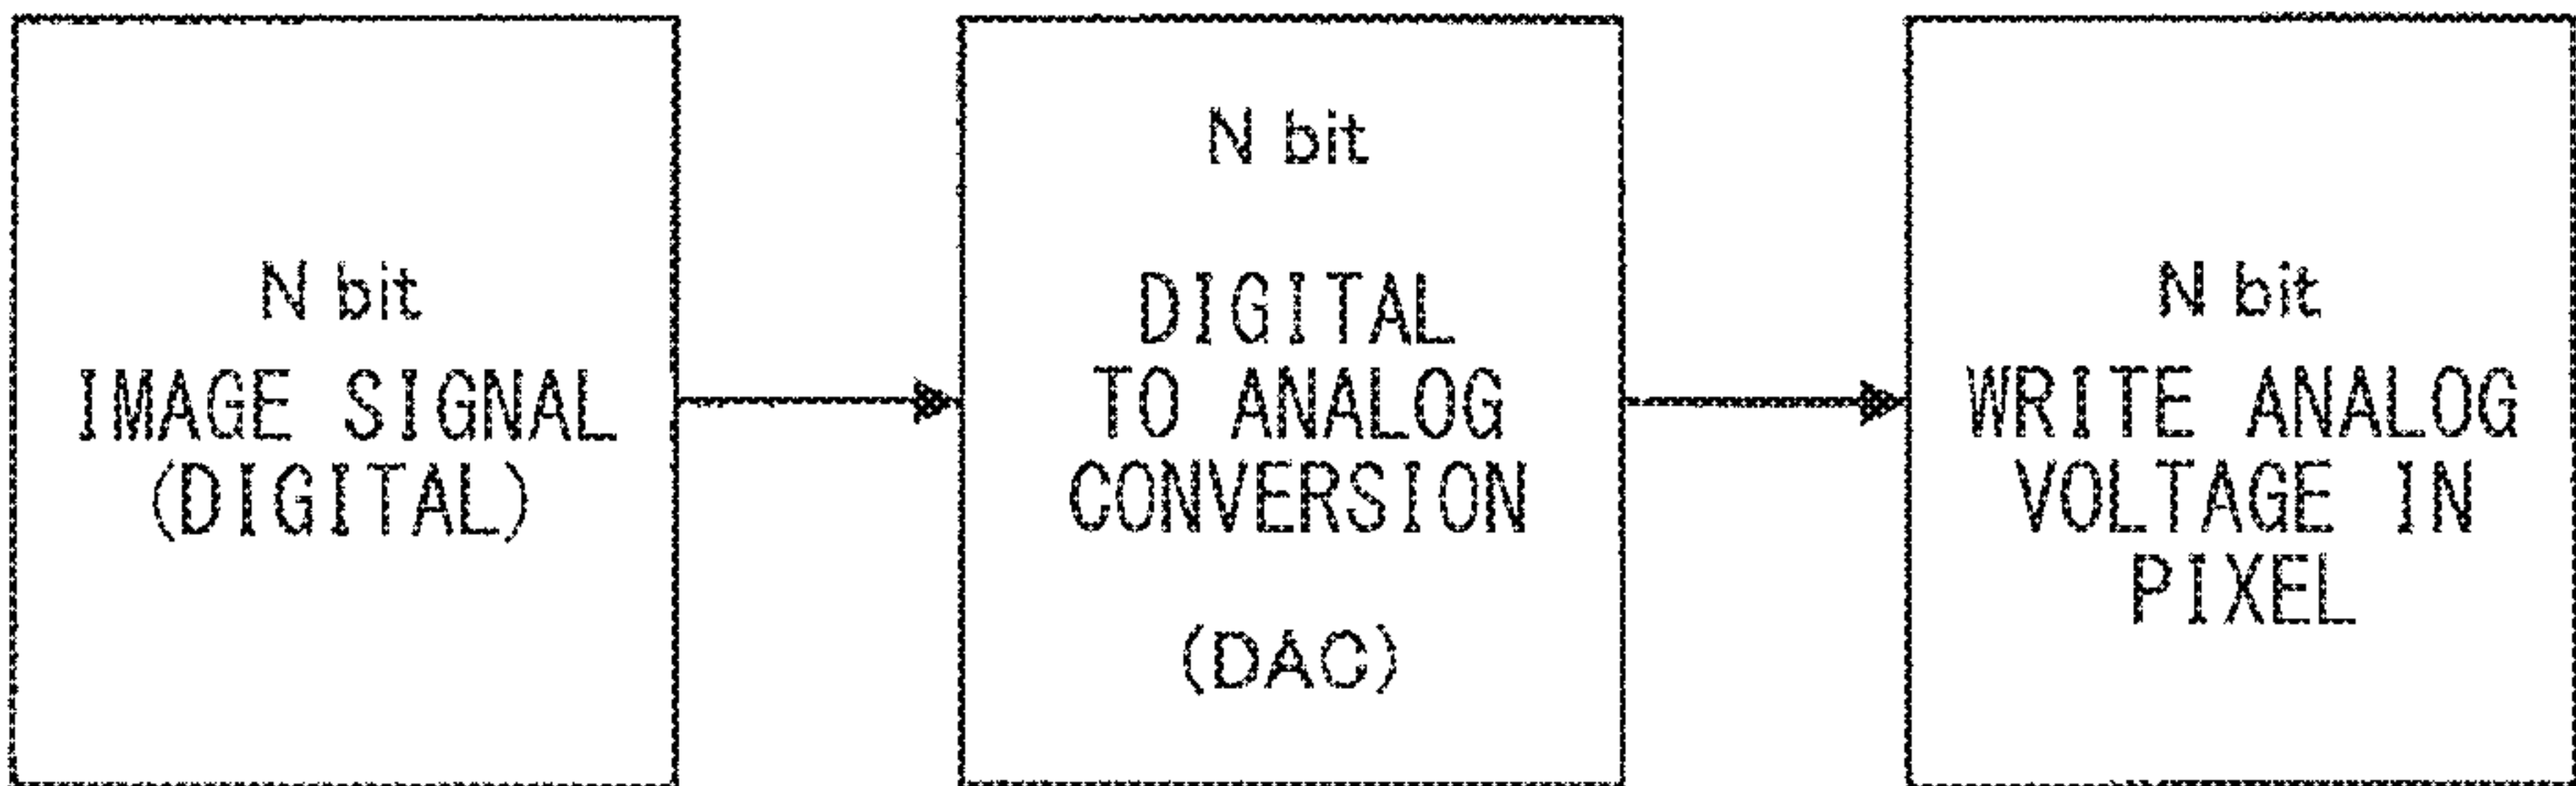 N bit
IMAGE SIGNAL
(DIGITAL)
N bit
DIGITAL
TO ANALOG
CONVERSION
(DAC)
N bit
WRITE ANALOG
VOLTAGE IN
PIXEL